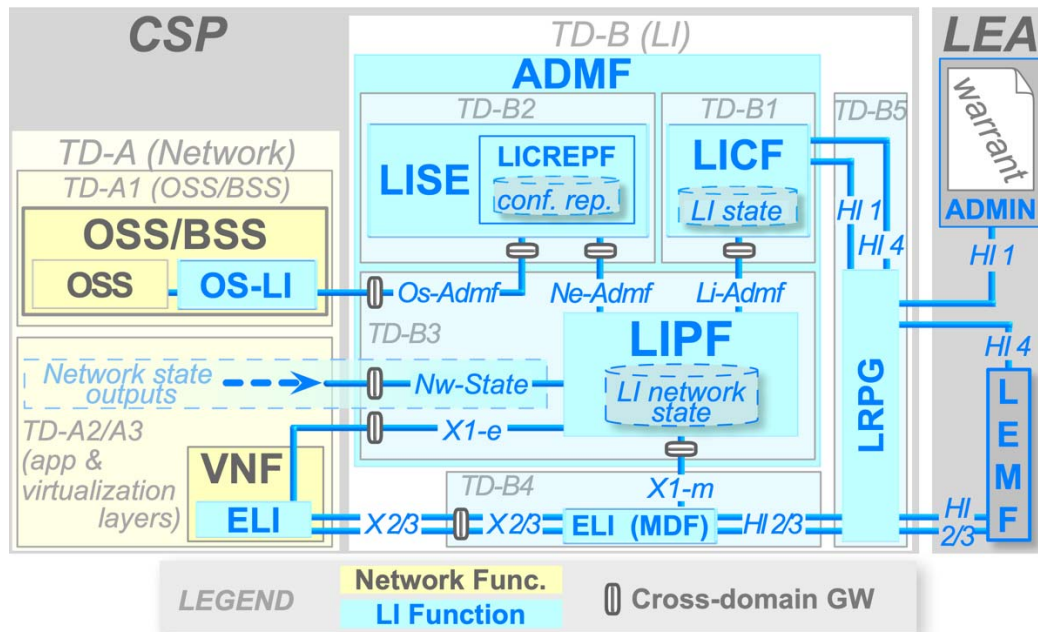 CSP
TD-B (LI)
LEA
ADMF
TD-B2
TD-B1
TD-B5
warrant
TD-A (Network)
TD-A1 (OSS/BSS)
LISE
LICREPF
conf. rep.
LICF
LI state
ADMIN
OSS/BSS
OSS
OS-LI
HI 1
HI 4
HI 1
Os-Admf
Ne-Admf
Li-Admf
TD-B3
LIPF
LI network
state
Network state
outputs
Nw-State
HI 4
LRPG
LEMF
TD-A2/A3
(app &
virtualization
layers)
X1-e
VNF
ELI
TD-B4
X1-m
X 2/3
X 2/3
ELI (MDF)
HI 2/3
HI
2/3
LEGEND
Network Func.
LI Function
Cross-domain GW